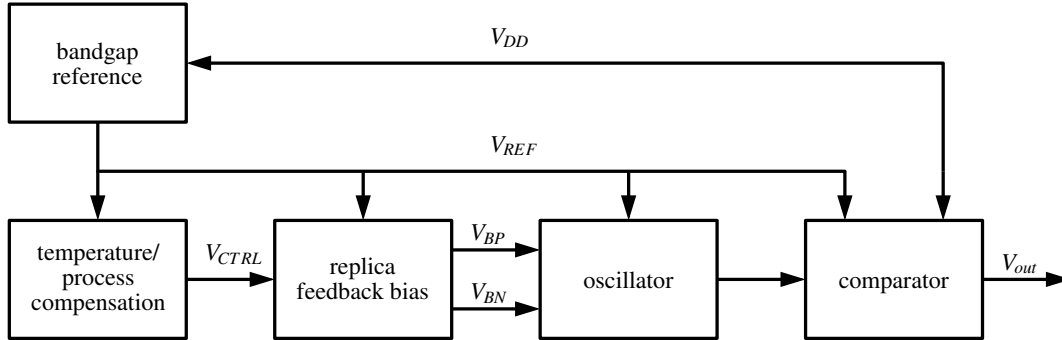 V_DD
bandgap
reference
V_REF
temperature/
process
compensation
V_CTRL
replica
feedback bias
V_BP
V_BN
oscillator
comparator
V_out